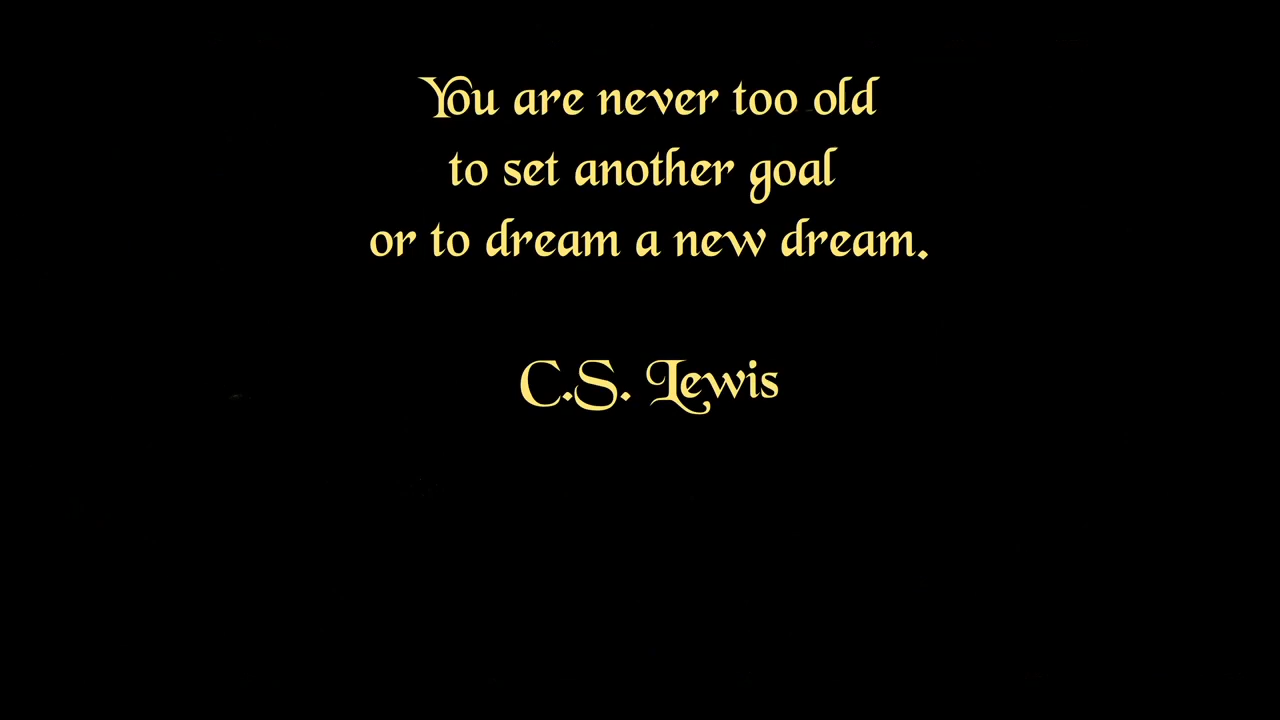 You are never too old
to set another goal
or to dream a new dream.
C.S. Lewis